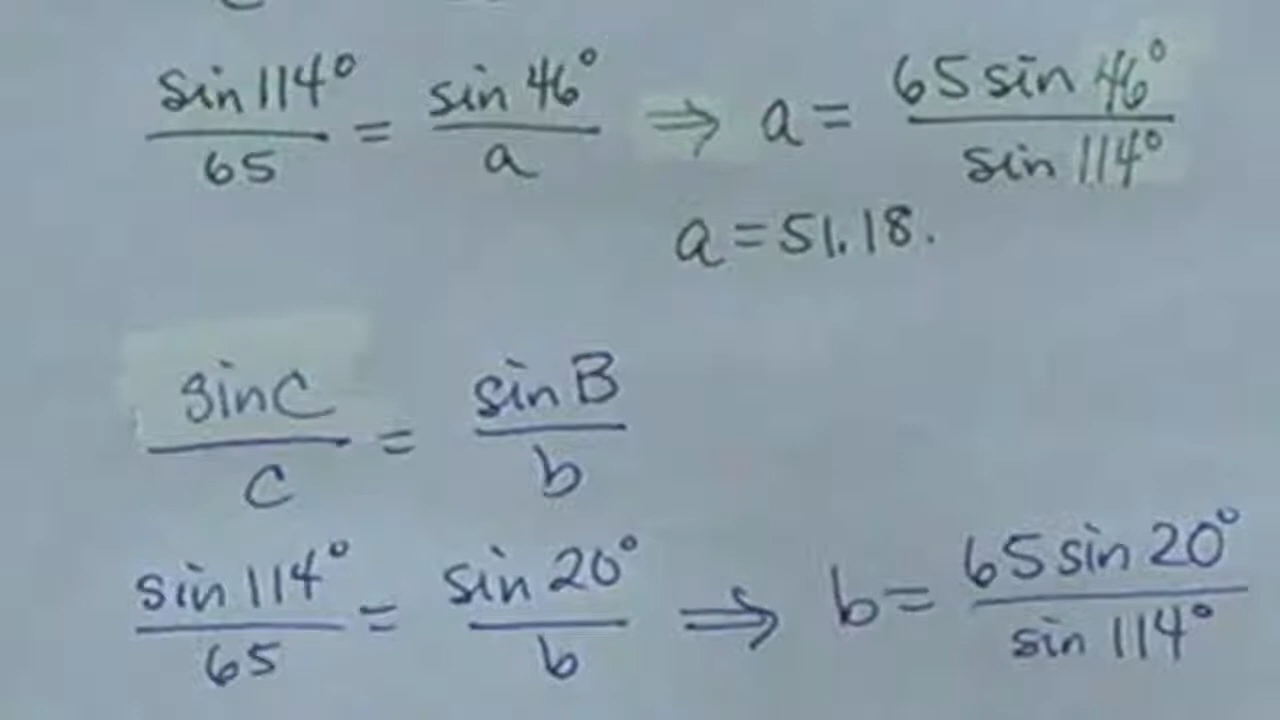 sin 114° / 65 = sin 46° / a ⇒ a = 65 sin 46° / sin 114°
a = 51.18.
sin C / c = sin B / b
sin 114° / 65 = sin 20° / b ⇒ b = 65 sin 20° / sin 114°